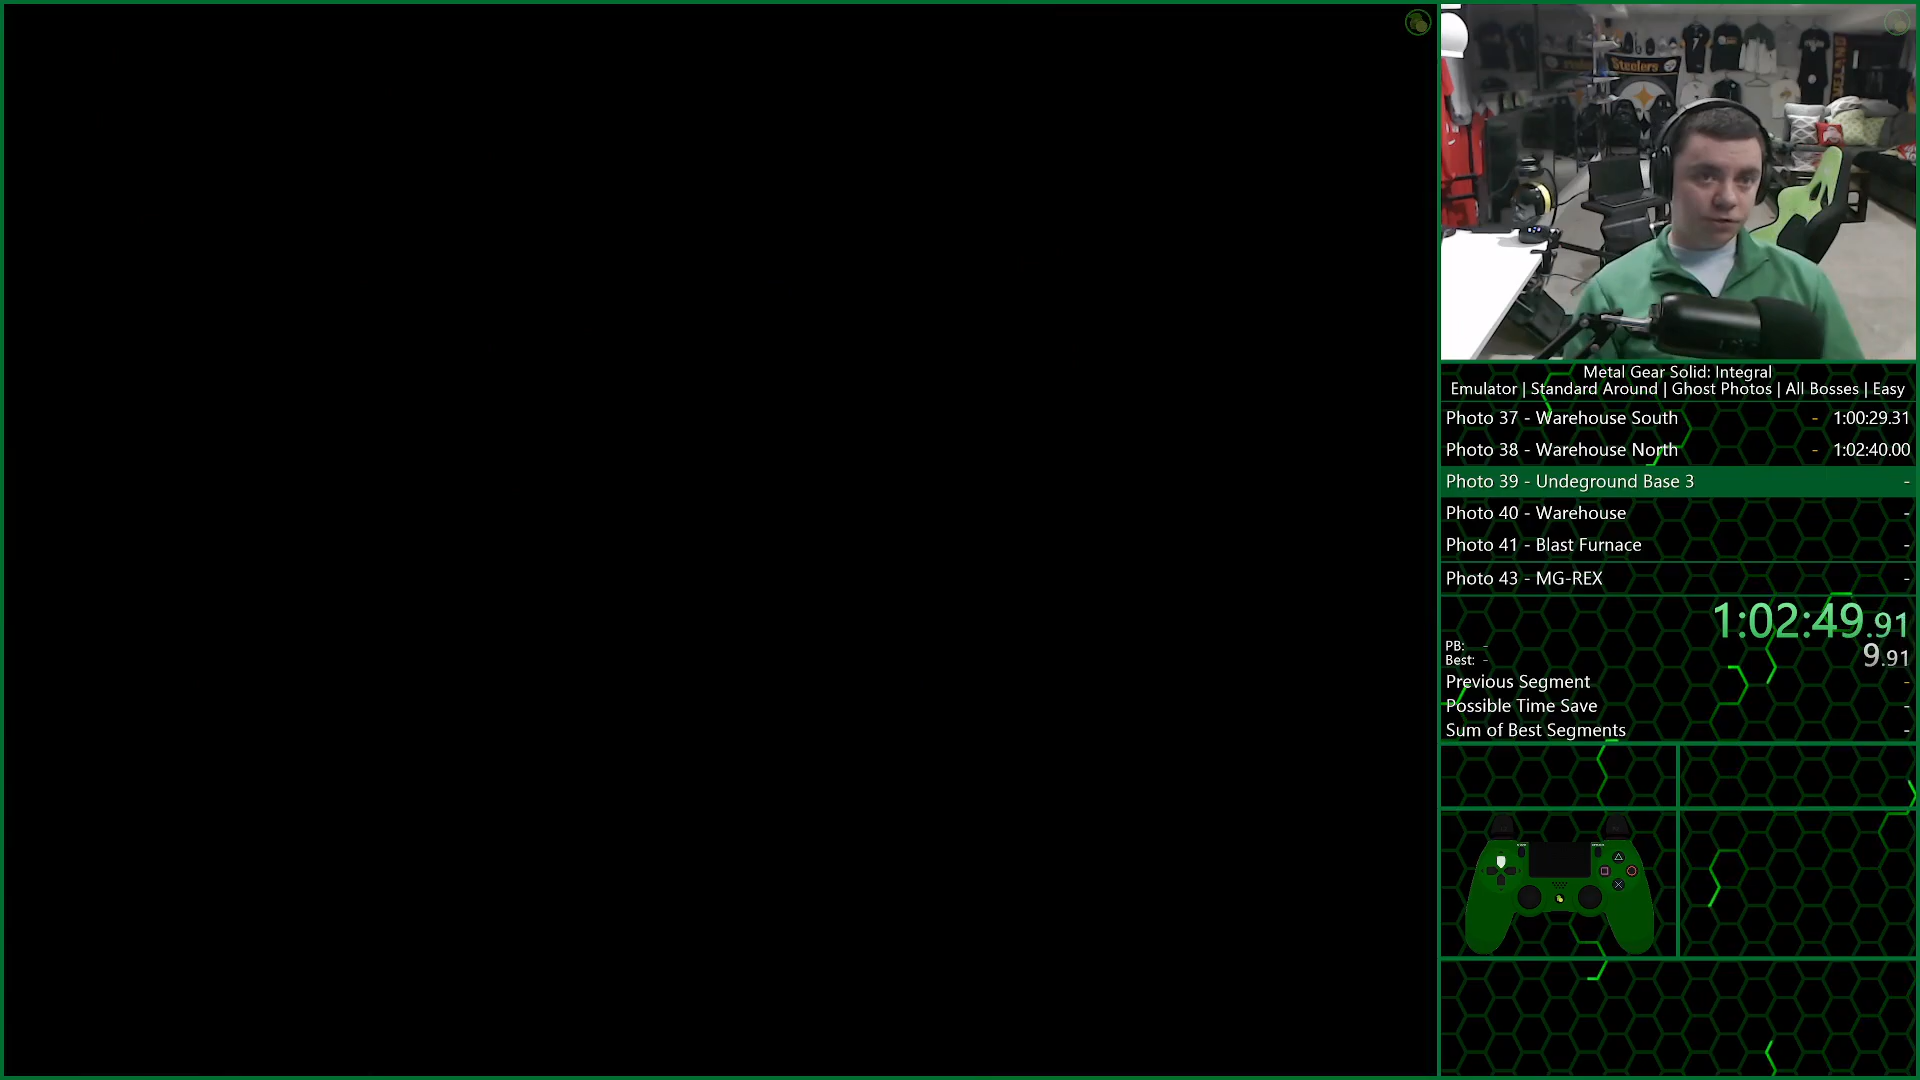 Steelers
Metal Gear Solid: Integral
Emulator | Standard Around | Ghost Photos | All Bosses | Easy
Photo 37 - Warehouse South - 1:00:29.31
Photo 38 - Warehouse North - 1:02:40.00
Photo 39 - Undeground Base 3 -
Photo 40 - Warehouse -
Photo 41 - Blast Furnace -
Photo 43 - MG-REX -
1:02:49.91
PB: -
9.91
Best: -
Previous Segment -
Possible Time Save -
Sum of Best Segments -